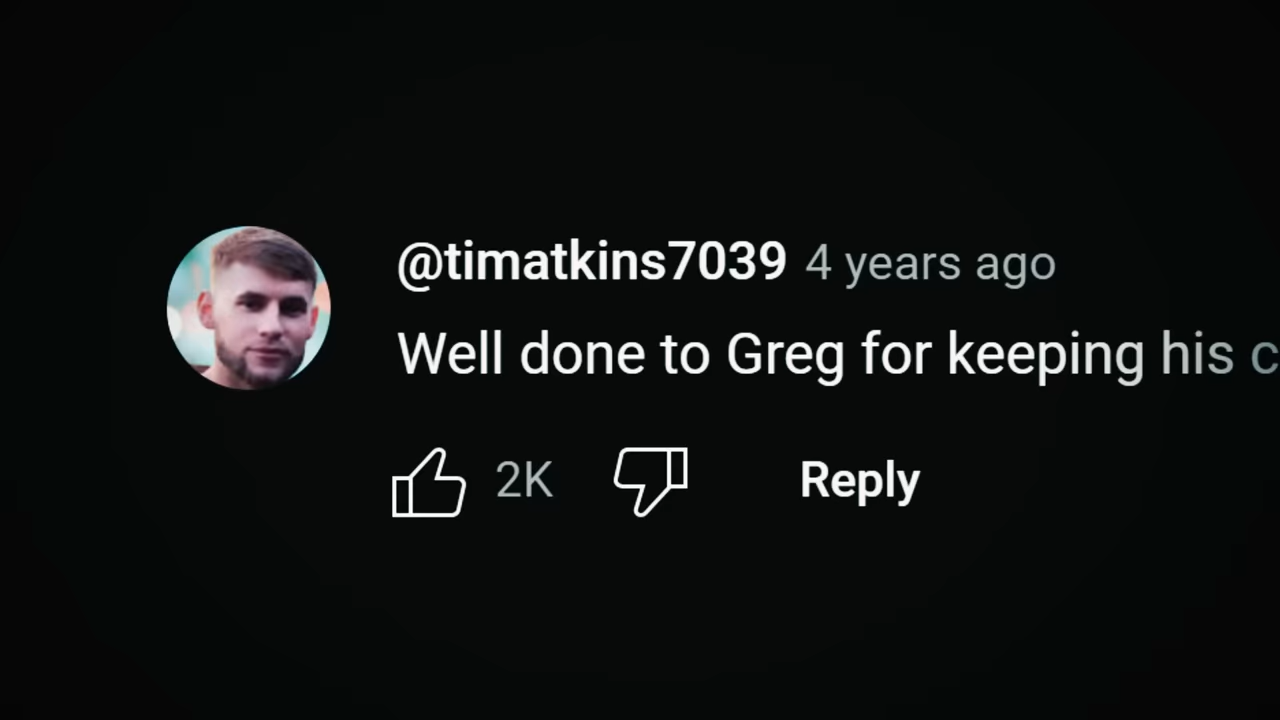 @timatkins7039 4 years ago
Well done to Greg for keeping his c
2K Reply